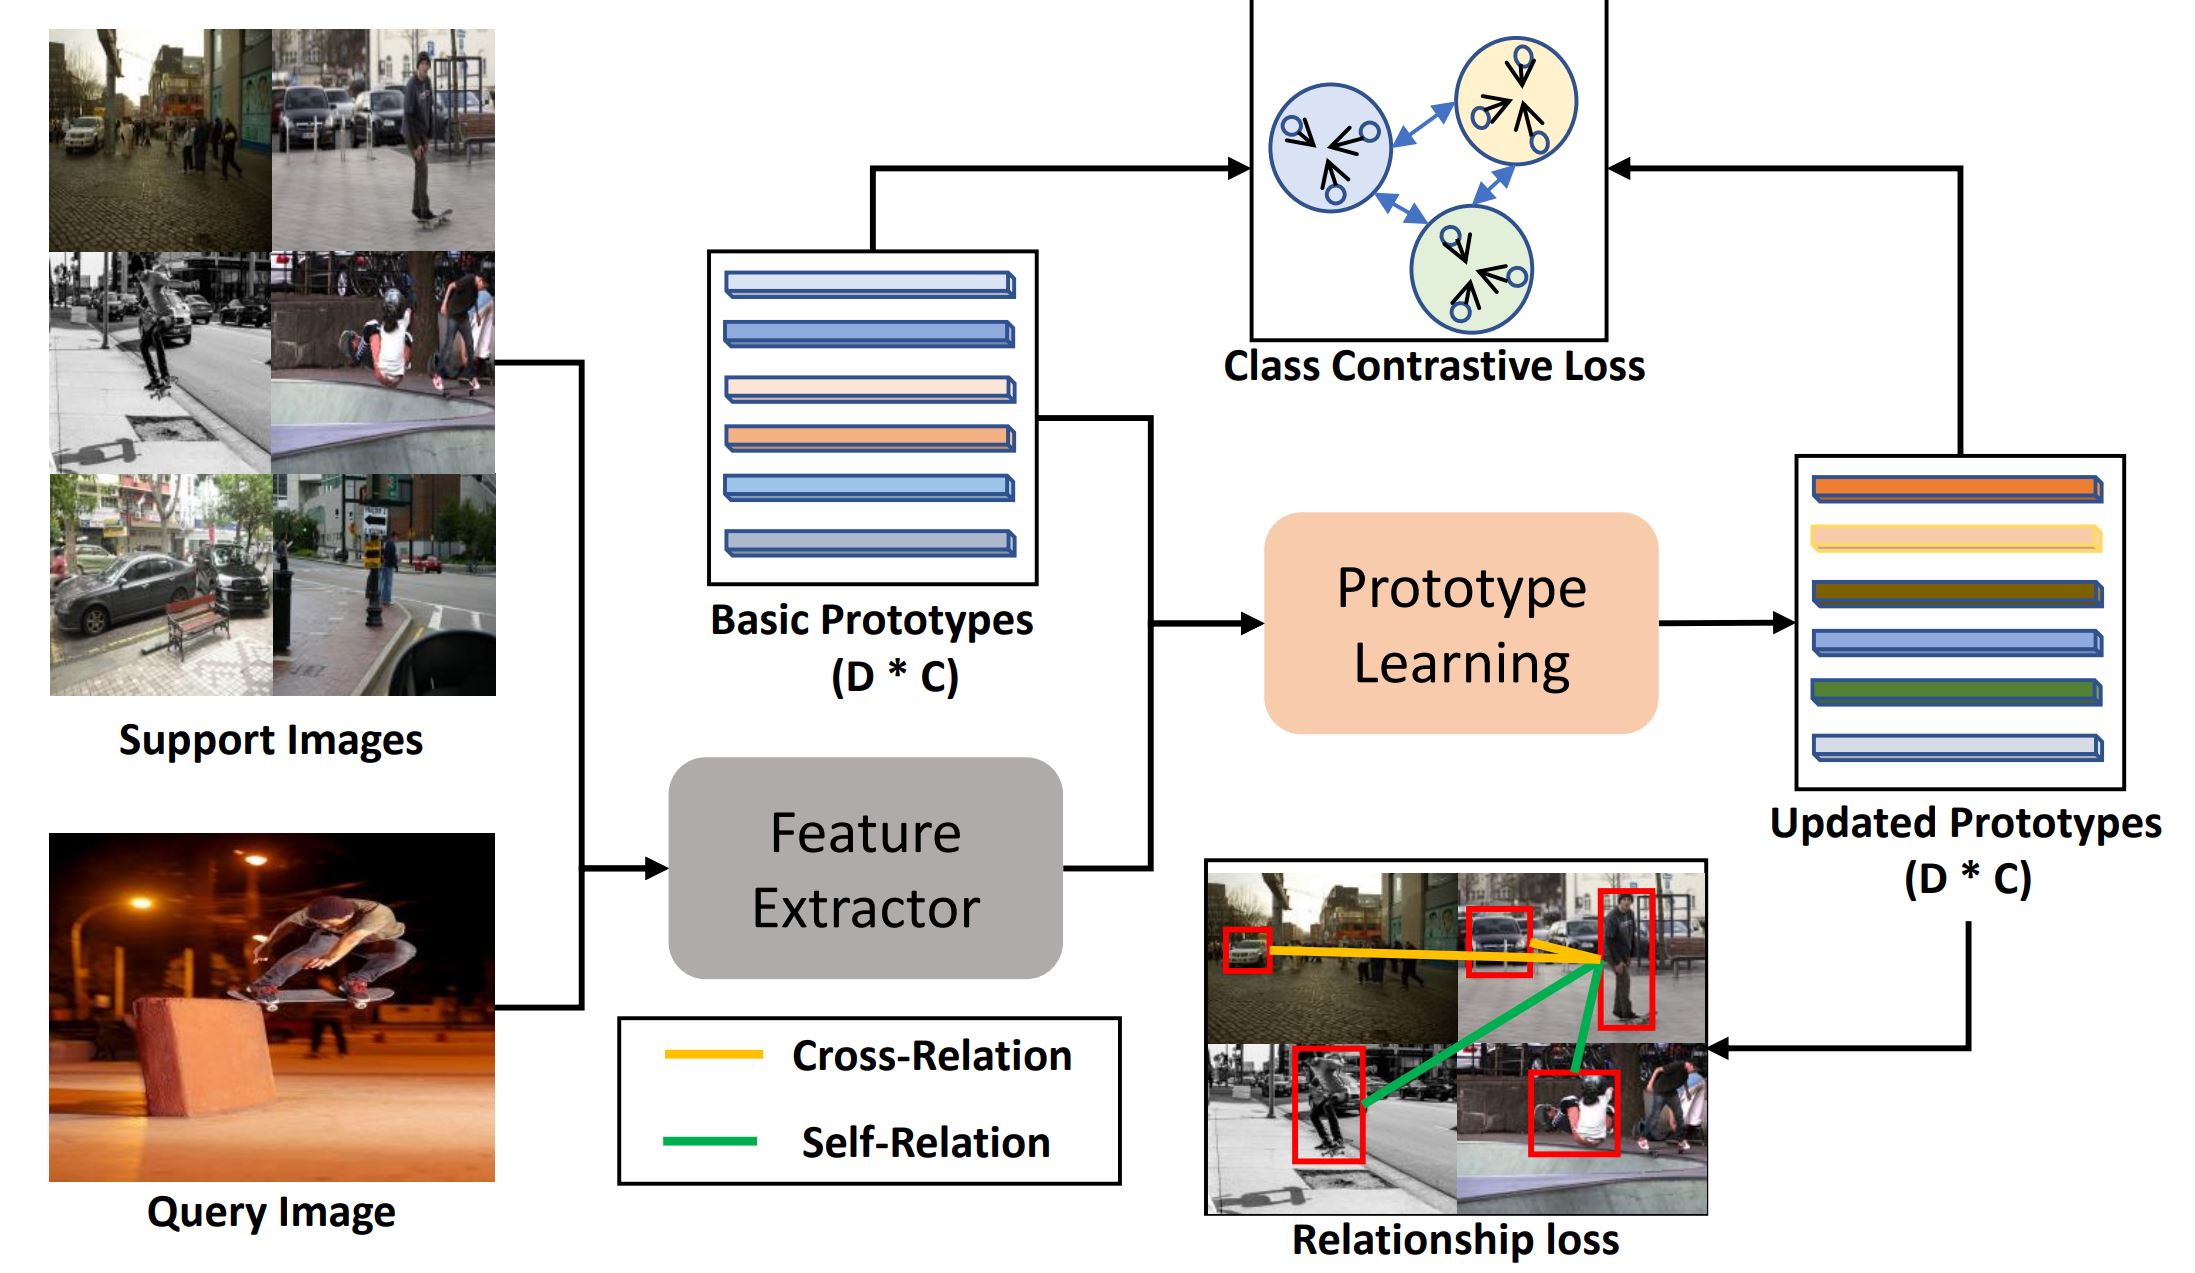 Class Contrastive Loss
Basic Prototypes
(D * C)
Prototype
Learning
Support Images
Feature
Extractor
Updated Prototypes
(D * C)
Cross-Relation
Self-Relation
Query Image
Relationship loss